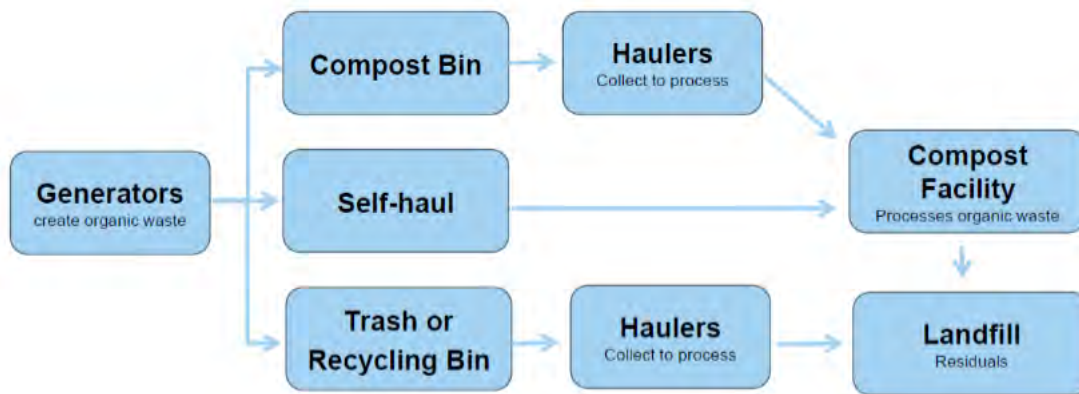 Compost Bin
Haulers
Collect to process
Generators
create organic waste
Self-haul
Compost
Facility
Processes organic waste
Trash or
Recycling Bin
Haulers
Collect to process
Landfill
Residuals